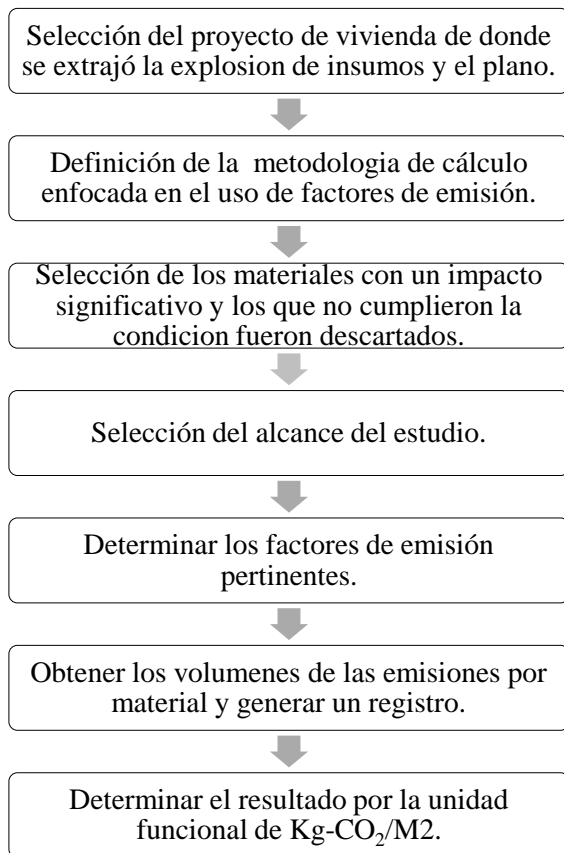 Selección del proyecto de vivienda de donde
se extrajó la explosion de insumos y el plano.
Definición de la metodologia de cálculo
enfocada en el uso de factores de emisión.
Selección de los materiales con un impacto
significativo y los que no cumplieron la
condicion fueron descartados.
Selección del alcance del estudio.
Determinar los factores de emisión
pertinentes.
Obtener los volumenes de las emisiones por
material y generar un registro.
Determinar el resultado por la unidad
funcional de Kg-CO₂/M2.